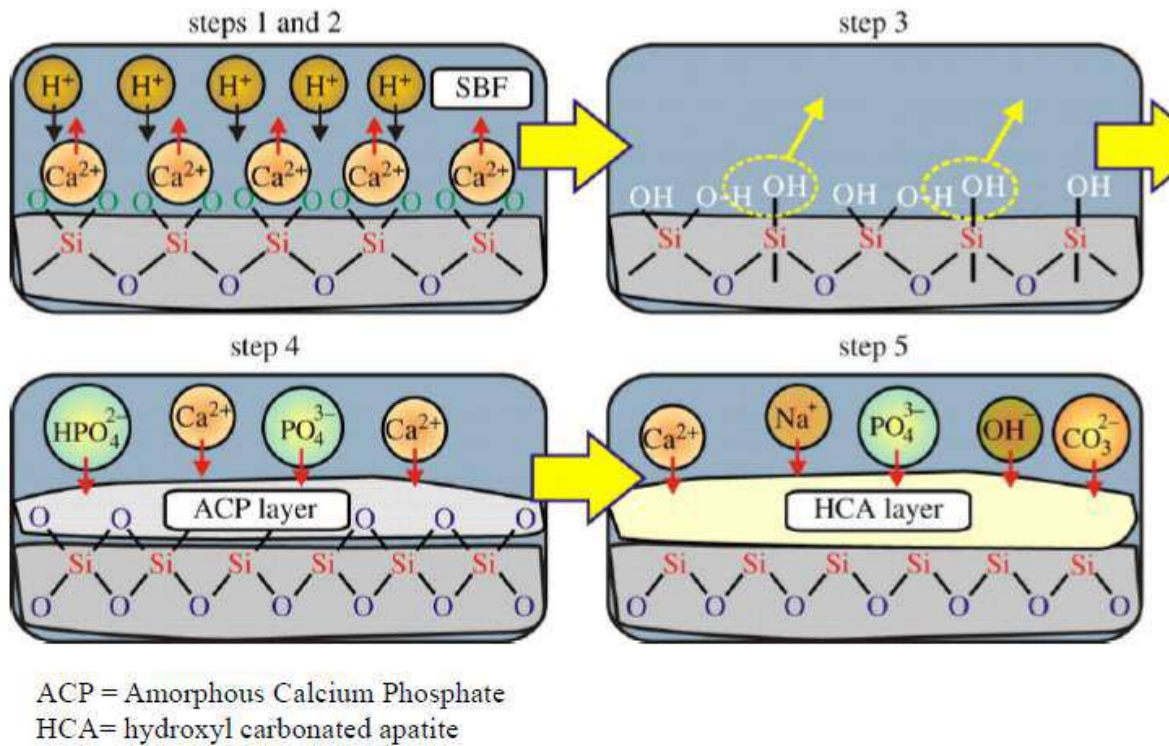 steps 1 and 2
H⁺ H⁺ H⁺ H⁺ H⁺ SBF
Ca²⁺ Ca²⁺ Ca²⁺ Ca²⁺ Ca²⁺
O O O O O O O O O O
Si Si Si Si Si
O O O O
step 3
OH O-H OH OH O-H OH OH
Si Si Si Si Si
O O O O
step 4
HPO₄²⁻ Ca²⁺ PO₄³⁻ Ca²⁺
ACP layer
O O O O O
Si Si Si Si Si Si
O O O O O O O
step 5
Ca²⁺ Na⁺ PO₄³⁻ OH⁻ CO₃²⁻
HCA layer
Si Si Si Si Si Si
O O O O O O
ACP = Amorphous Calcium Phosphate
HCA= hydroxyl carbonated apatite